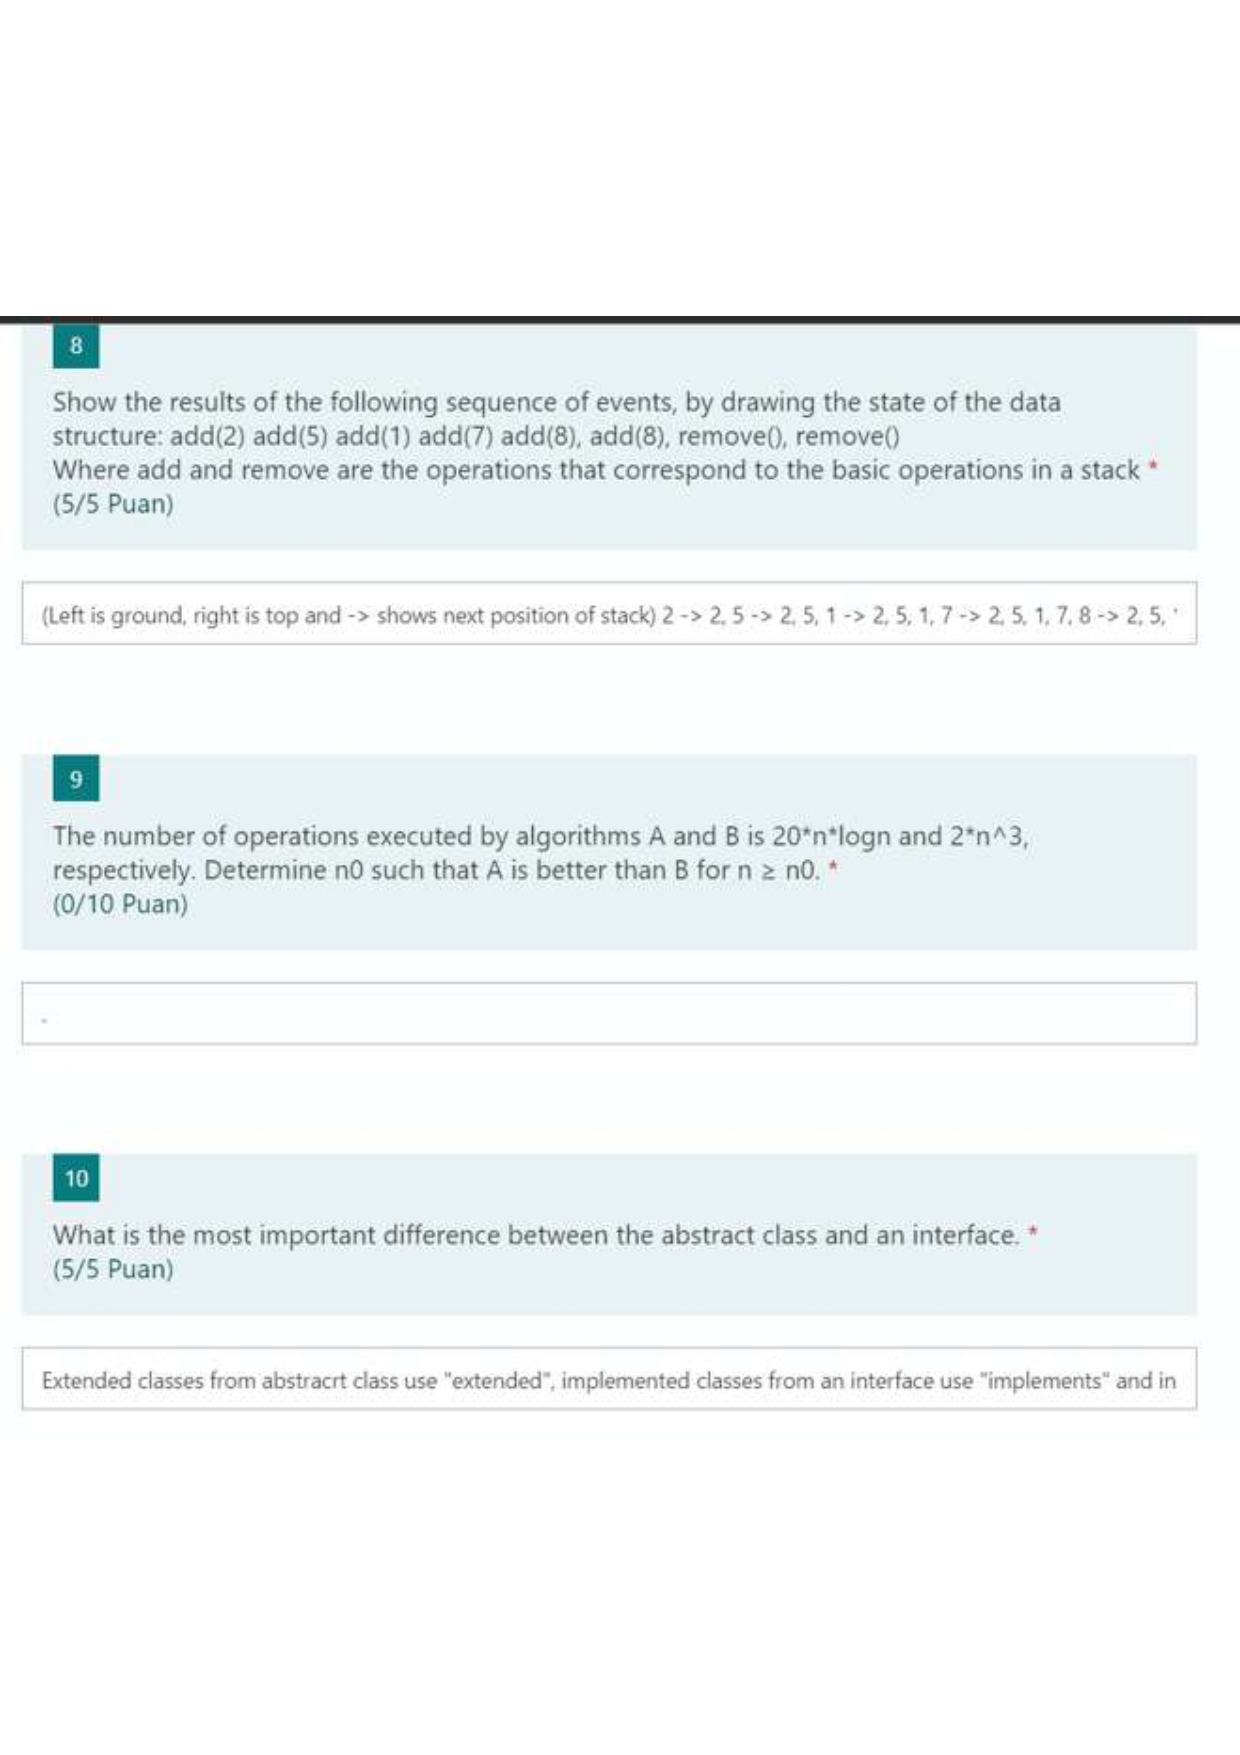 8
Show the results of the following sequence of events, by drawing the state of the data
structure: add(2) add(5) add(1) add(7) add(8), add(8), remove(), remove()
Where add and remove are the operations that correspond to the basic operations in a stack *
(5/5 Puan)
(Left is ground, right is top and -> shows next position of stack) 2 -> 2, 5 -> 2, 5, 1 -> 2, 5, 1, 7 -> 2, 5, 1, 7, 8 -> 2, 5,
9
The number of operations executed by algorithms A and B is 20*n*logn and 2*n^3,
respectively. Determine n0 such that A is better than B for n ≥ n0. *
(0/10 Puan)
.
10
What is the most important difference between the abstract class and an interface. *
(5/5 Puan)
Extended classes from abstracrt class use "extended", implemented classes from an interface use "implements" and in